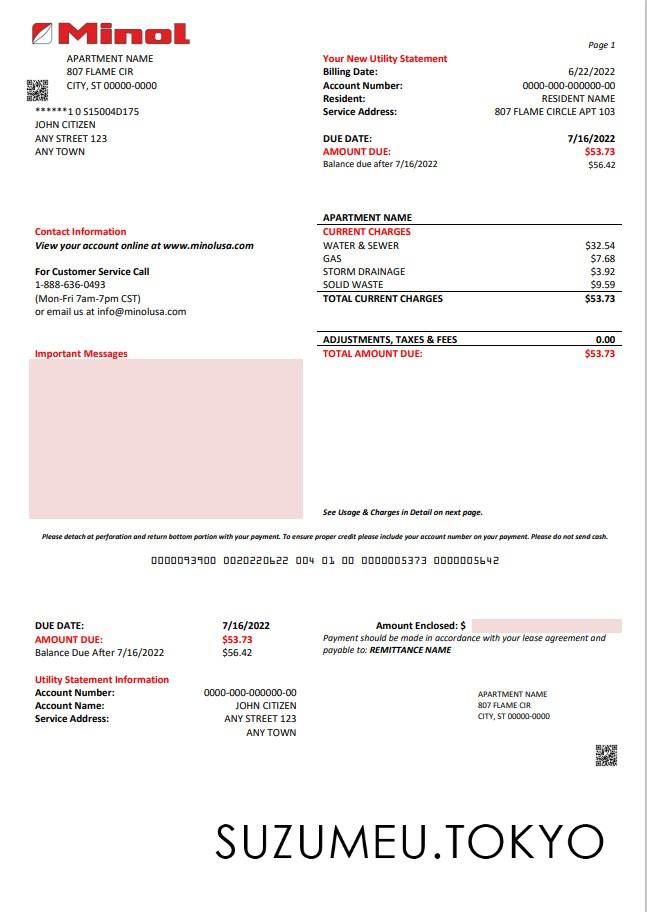 Minol
Page 1
APARTMENT NAME
807 FLAME CIR
CITY, ST 00000-0000
******1 0 S15004D175
JOHN CITIZEN
ANY STREET 123
ANY TOWN
Your New Utility Statement
Billing Date: 6/22/2022
Account Number: 0000-000-000000-00
Resident: RESIDENT NAME
Service Address: 807 FLAME CIRCLE APT 103
DUE DATE: 7/16/2022
AMOUNT DUE: $53.73
Balance due after 7/16/2022 $56.42
Contact Information
View your account online at www.minolusa.com
For Customer Service Call
1-888-636-0493
(Mon-Fri 7am-7pm CST)
or email us at info@minolusa.com
APARTMENT NAME
CURRENT CHARGES
WATER & SEWER $32.54
GAS $7.68
STORM DRAINAGE $3.92
SOLID WASTE $9.59
TOTAL CURRENT CHARGES $53.73
ADJUSTMENTS, TAXES & FEES 0.00
TOTAL AMOUNT DUE: $53.73
Important Messages
See Usage & Charges in Detail on next page.
Please detach at perforation and return bottom portion with your payment. To ensure proper credit please include your account number on your payment. Please do not send cash.
0000093900 0020220622 004 01 00 0000005373 0000005642
DUE DATE: 7/16/2022
AMOUNT DUE: $53.73
Balance Due After 7/16/2022 $56.42
Amount Enclosed: $
Payment should be made in accordance with your lease agreement and
payable to: REMITTANCE NAME
Utility Statement Information
Account Number: 0000-000-000000-00
Account Name: JOHN CITIZEN
Service Address: ANY STREET 123
ANY TOWN
APARTMENT NAME
807 FLAME CIR
CITY, ST 00000-0000
SUZUMEU.TOKYO